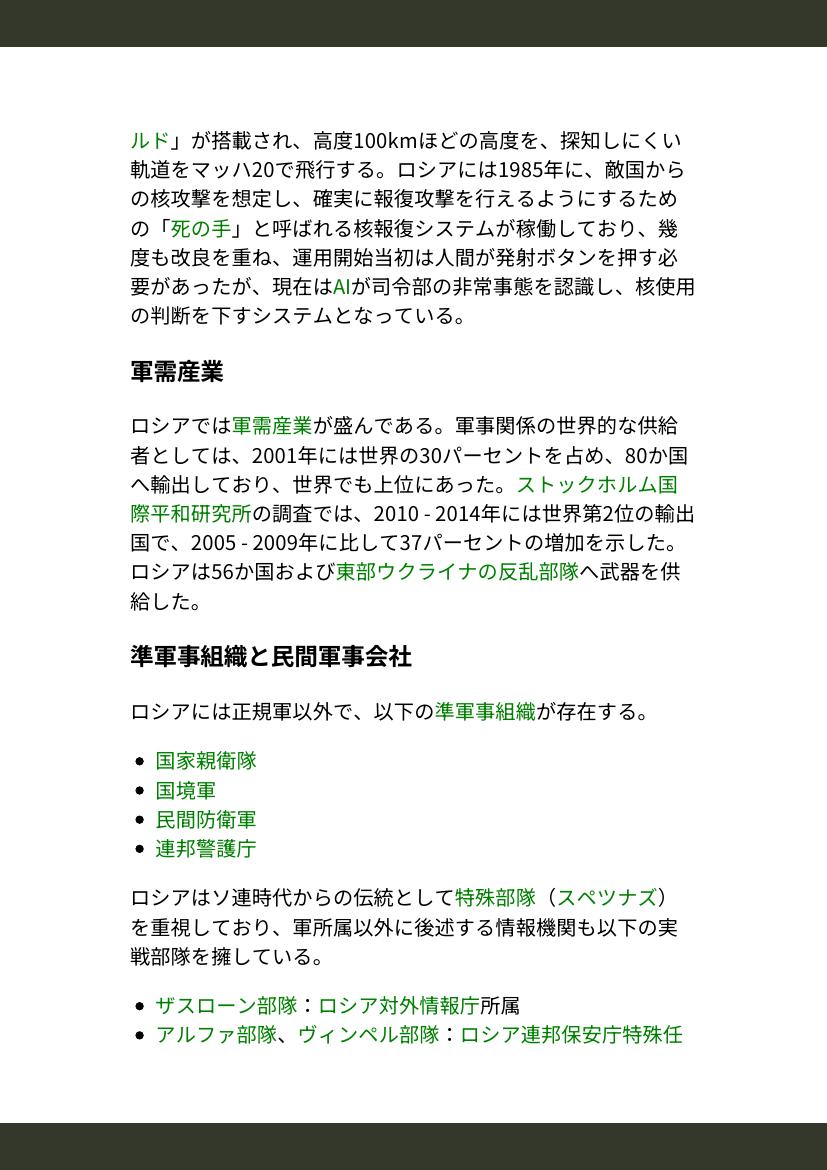 ルド」が搭載され、高度100kmほどの高度を、探知しにくい
軌道をマッハ20で飛行する。ロシアには1985年に、敵国から
の核攻撃を想定し、確実に報復攻撃を行えるようにするため
の「死の手」と呼ばれる核報復システムが稼働しており、幾
度も改良を重ね、運用開始当初は人間が発射ボタンを押す必
要があったが、現在はAIが司令部の非常事態を認識し、核使用
の判断を下すシステムとなっている。
軍需産業
ロシアでは軍需産業が盛んである。軍事関係の世界的な供給
者としては、2001年には世界の30パーセントを占め、80か国
へ輸出しており、世界でも上位にあった。ストックホルム国
際平和研究所の調査では、2010 - 2014年には世界第2位の輸出
国で、2005 - 2009年に比して37パーセントの増加を示した。
ロシアは56か国および東部ウクライナの反乱部隊へ武器を供
給した。
準軍事組織と民間軍事会社
ロシアには正規軍以外で、以下の準軍事組織が存在する。
• 国家親衛隊
• 国境軍
• 民間防衛軍
• 連邦警護庁
ロシアはソ連時代からの伝統として特殊部隊（スペツナズ）
を重視しており、軍所属以外に後述する情報機関も以下の実
戦部隊を擁している。
• ザスローン部隊：ロシア対外情報庁所属
• アルファ部隊、ヴィンペル部隊：ロシア連邦保安庁特殊任